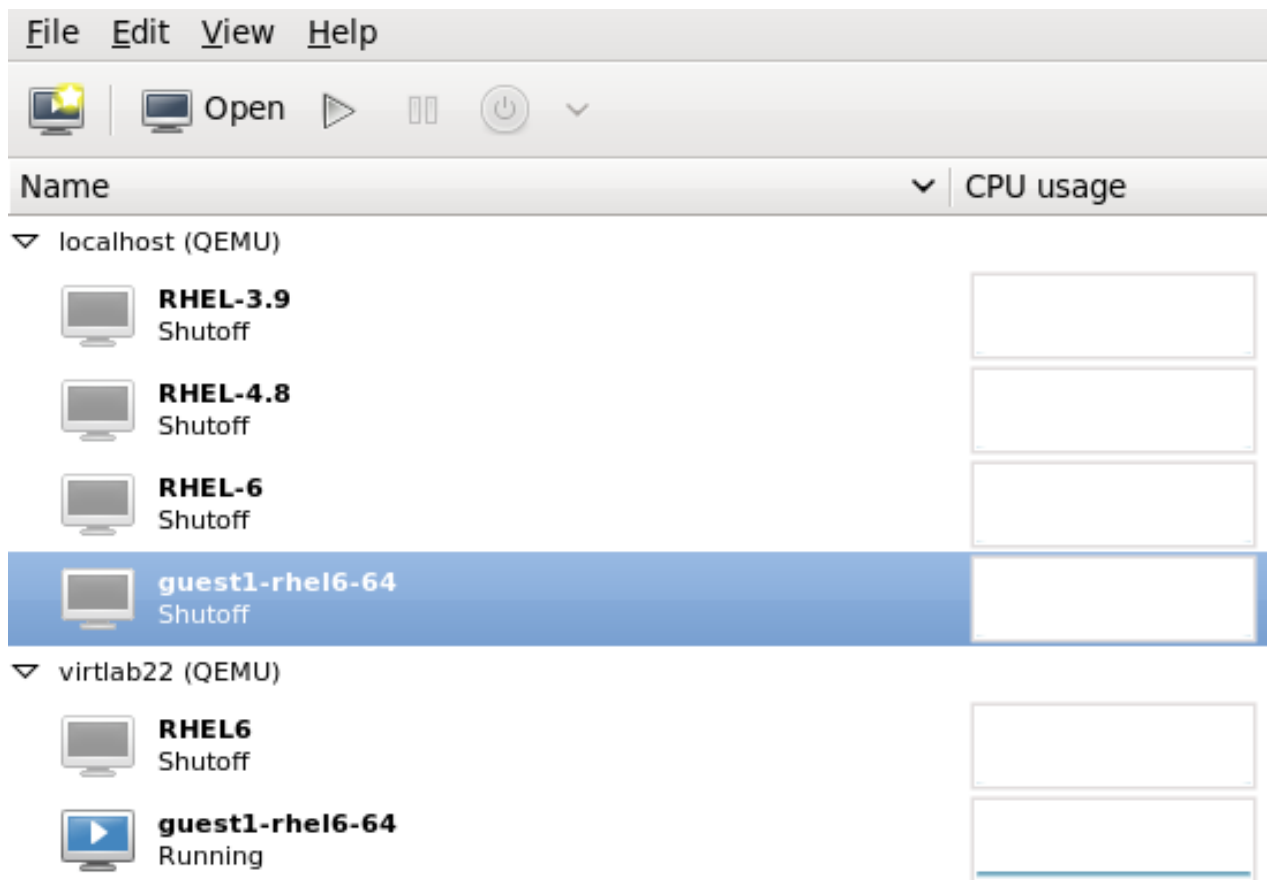 File Edit View Help
Open
Name CPU usage
localhost (QEMU)
RHEL-3.9
Shutoff
RHEL-4.8
Shutoff
RHEL-6
Shutoff
guest1-rhel6-64
Shutoff
virtlab22 (QEMU)
RHEL6
Shutoff
guest1-rhel6-64
Running